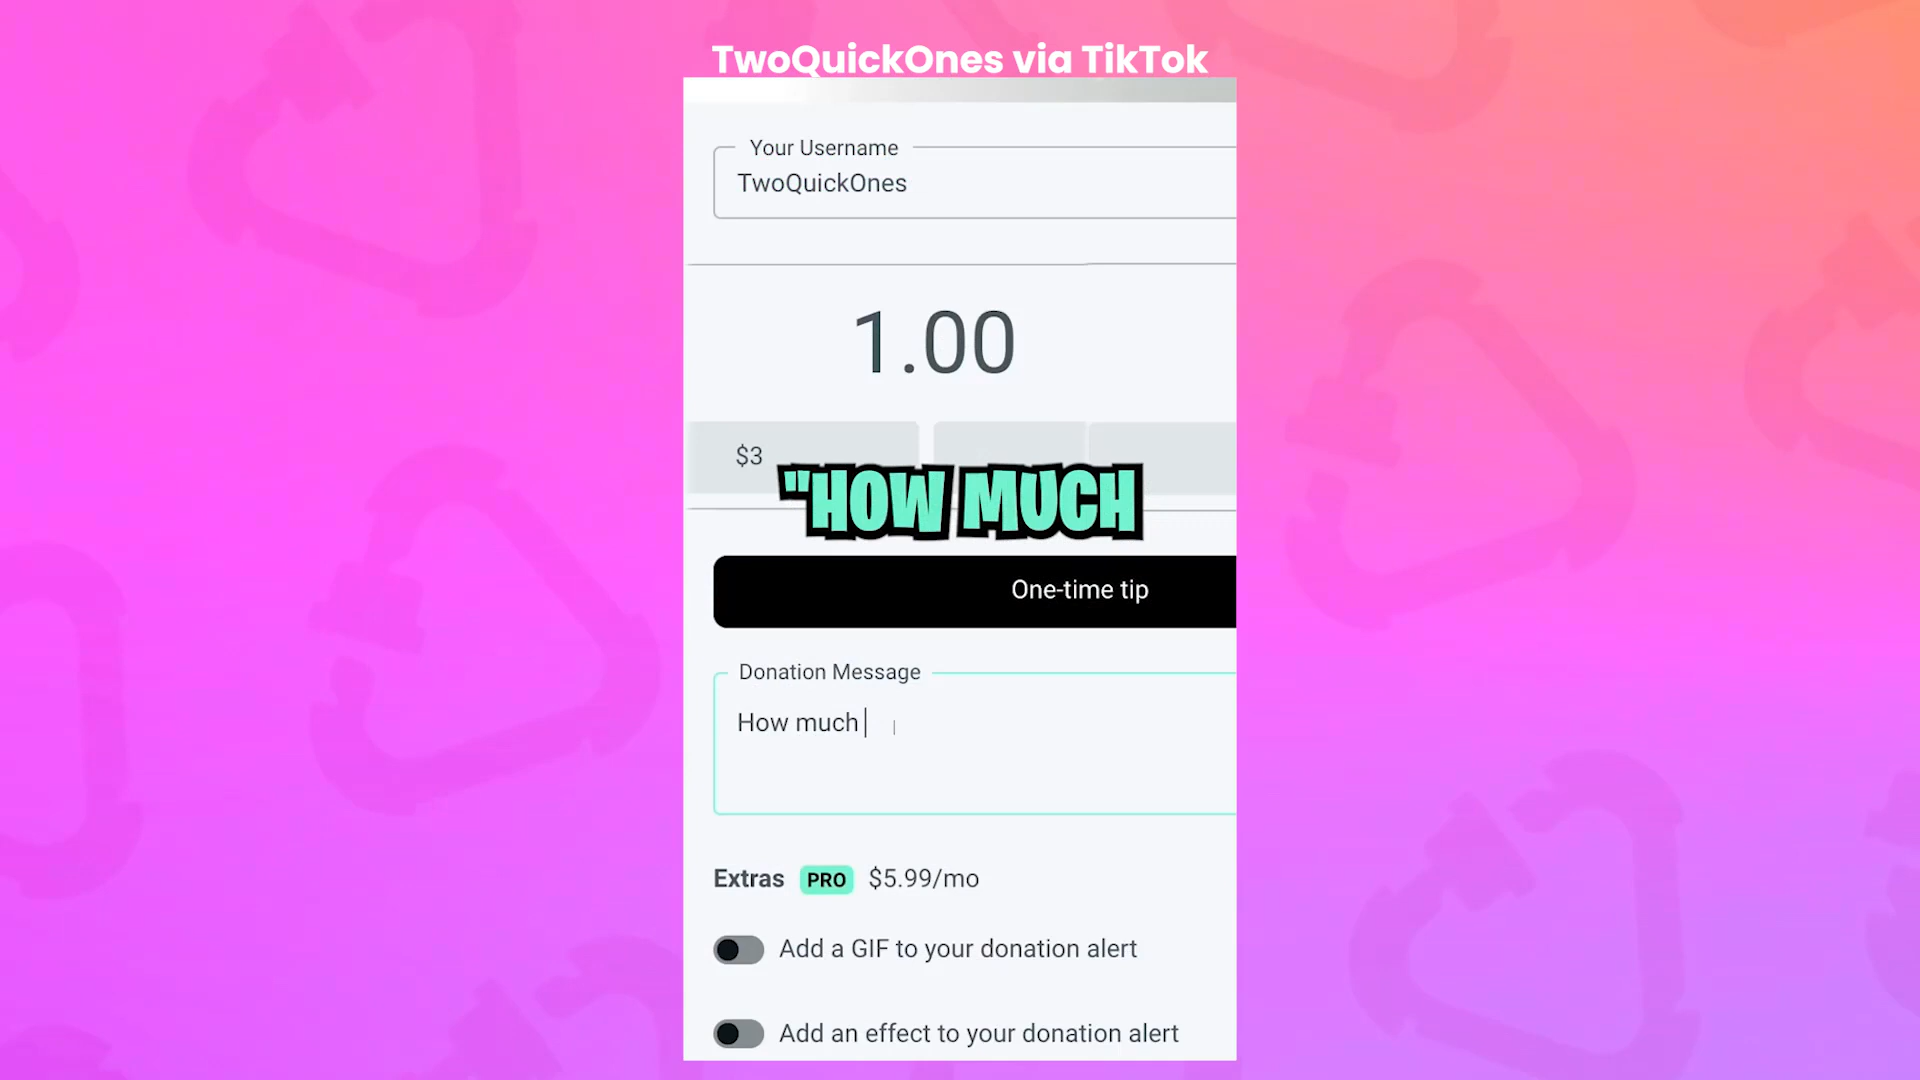 TwoQuickOnes via TikTok
Your Username
TwoQuickOnes
1.00
$3
"HOW MUCH
One-time tip
Donation Message
How much
Extras PRO $5.99/mo
Add a GIF to your donation alert
Add an effect to your donation alert